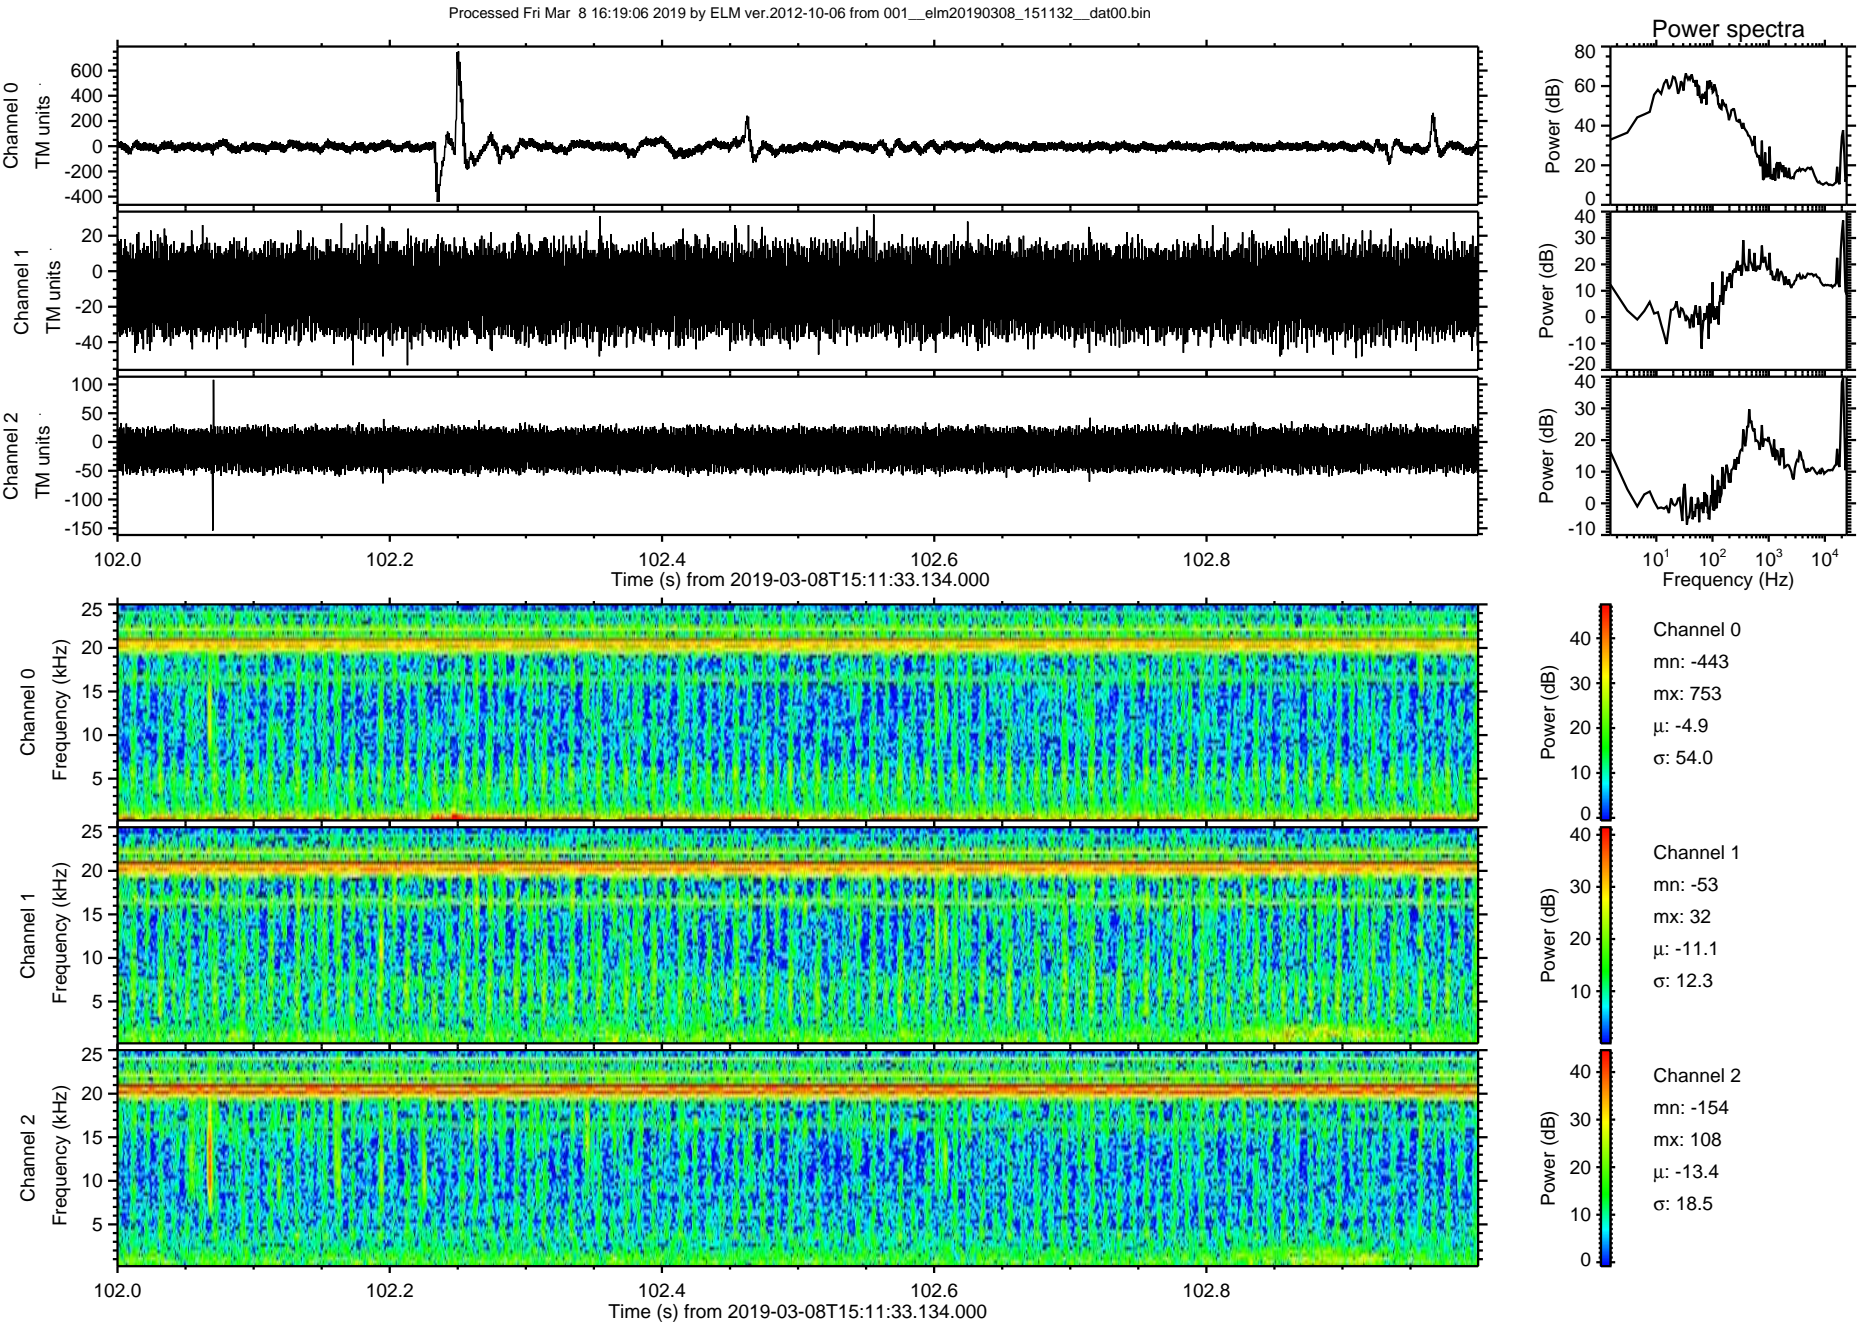 Processed Fri Mar  8 16:19:06 2019 by ELM ver.2012-10-06 from 001__elm20190308_151132__dat00.bin
Power spectra
Channel 0
TM units
600
400
200
0
-200
-400
Power (dB)
80
60
40
20
0
Channel 1
TM units
20
0
-20
-40
Power (dB)
40
30
20
10
0
-10
-20
Channel 2
TM units
100
50
0
-50
-100
-150
Power (dB)
40
30
20
10
0
-10
102.0 102.2 102.4 102.6 102.8
Time (s) from 2019-03-08T15:11:33.134.000
10^1 10^2 10^3 10^4
Frequency (Hz)
Channel 0
Frequency (kHz)
25
20
15
10
5
Power (dB)
40
30
20
10
0
Channel 0
mn: -443
mx: 753
μ: -4.9
σ: 54.0
Channel 1
Frequency (kHz)
25
20
15
10
5
Power (dB)
40
30
20
10
Channel 1
mn: -53
mx: 32
μ: -11.1
σ: 12.3
Channel 2
Frequency (kHz)
25
20
15
10
5
Power (dB)
40
30
20
10
0
Channel 2
mn: -154
mx: 108
μ: -13.4
σ: 18.5
102.0 102.2 102.4 102.6 102.8
Time (s) from 2019-03-08T15:11:33.134.000